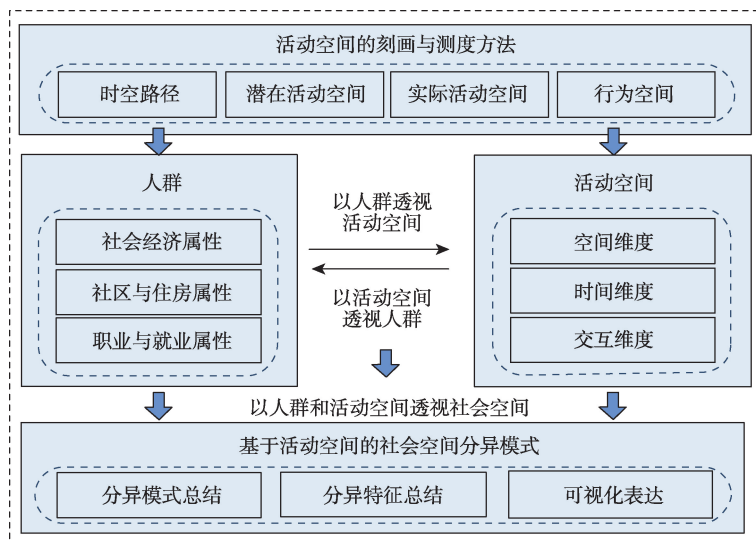 活动空间的刻画与测度方法
时空路径
潜在活动空间
实际活动空间
行为空间
人群
社会经济属性
社区与住房属性
职业与就业属性
以人群透视
活动空间
以活动空间
透视人群
活动空间
空间维度
时间维度
交互维度
以人群和活动空间透视社会空间
基于活动空间的社会空间分异模式
分异模式总结
分异特征总结
可视化表达